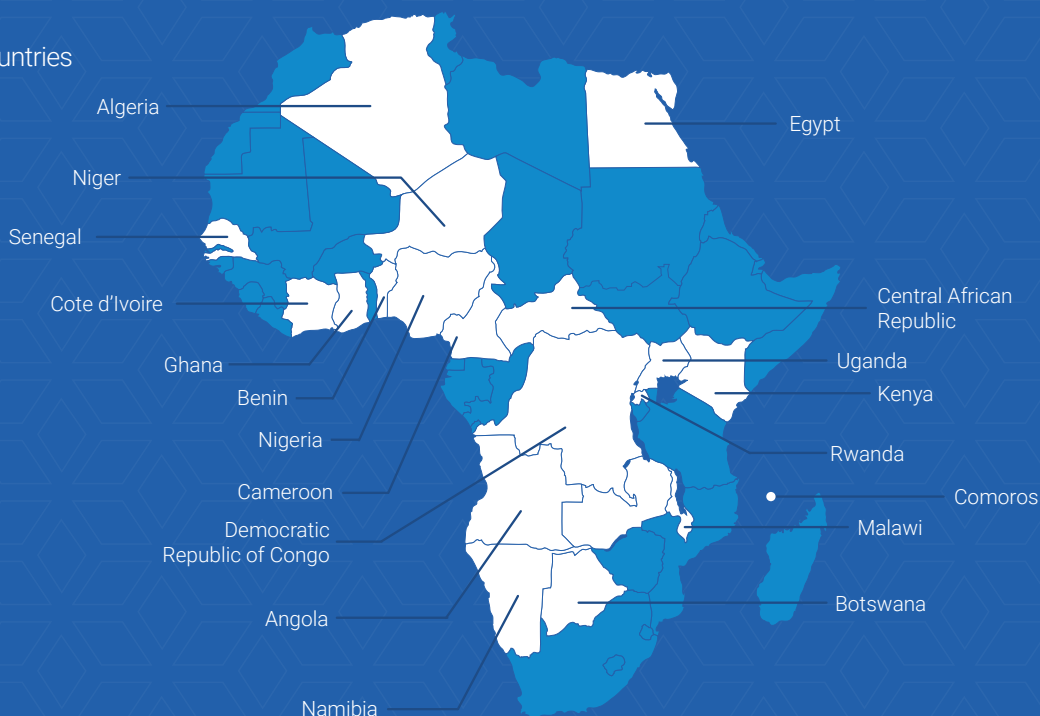 untries
Algeria
Niger
Senegal
Cote d'Ivoire
Ghana
Benin
Nigeria
Cameroon
Democratic
Republic of Congo
Angola
Namibia
Egypt
Central African
Republic
Uganda
Kenya
Rwanda
Comoros
Malawi
Botswana